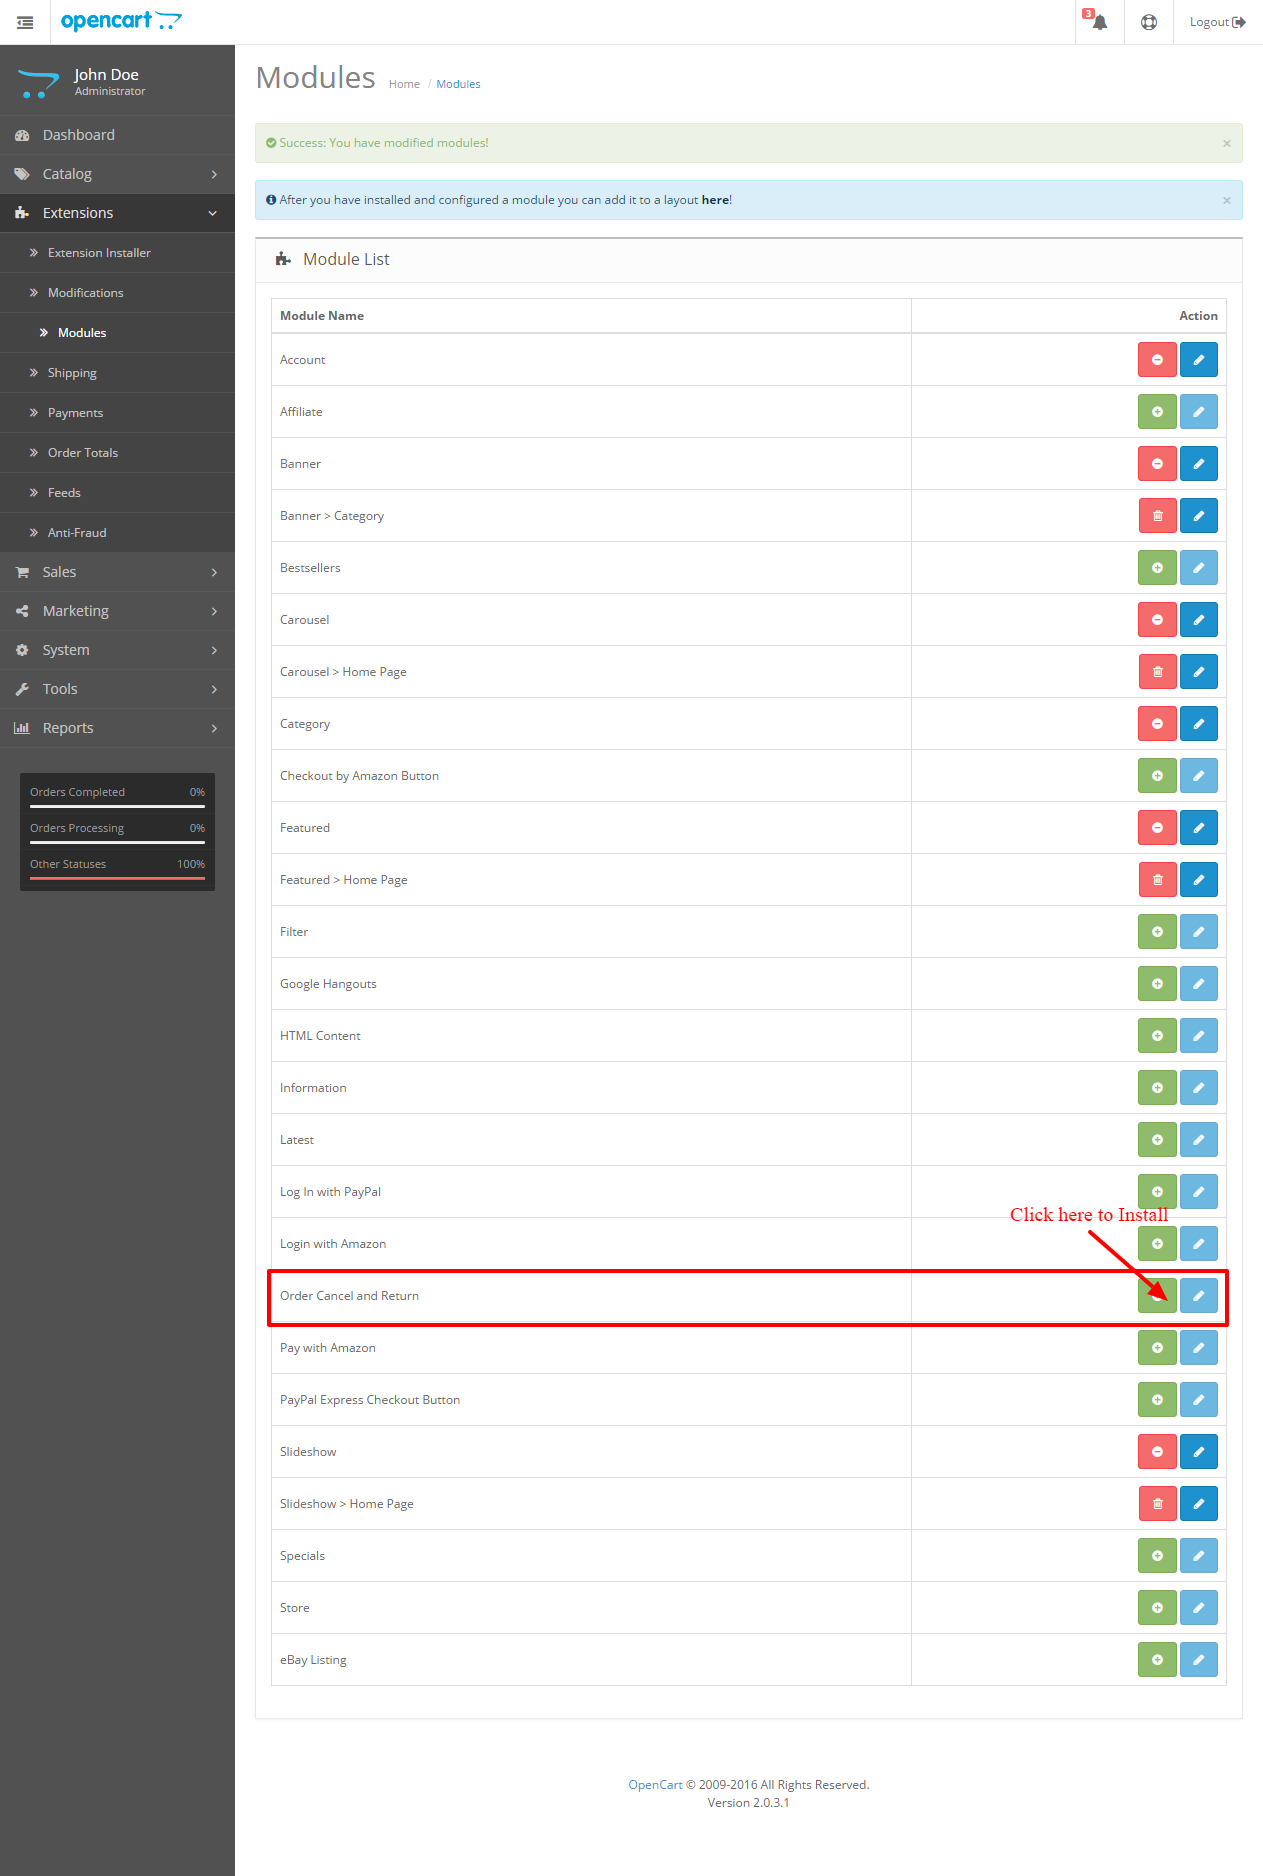 opencart
3
Logout
John Doe
Administrator
Modules
Home / Modules
Dashboard
Catalog
Extensions
Extension Installer
Modifications
Modules
Shipping
Payments
Order Totals
Feeds
Anti-Fraud
Sales
Marketing
System
Tools
Reports
Orders Completed 0%
Orders Processing 0%
Other Statuses 100%
Success: You have modified modules! ×
After you have installed and configured a module you can add it to a layout here! ×
Module List
Module Name Action
Account
Affiliate
Banner
Banner > Category
Bestsellers
Carousel
Carousel > Home Page
Category
Checkout by Amazon Button
Featured
Featured > Home Page
Filter
Google Hangouts
HTML Content
Information
Latest
Log In with PayPal
Click here to Install
Login with Amazon
Order Cancel and Return
Pay with Amazon
PayPal Express Checkout Button
Slideshow
Slideshow > Home Page
Specials
Store
eBay Listing
OpenCart © 2009-2016 All Rights Reserved.
Version 2.0.3.1